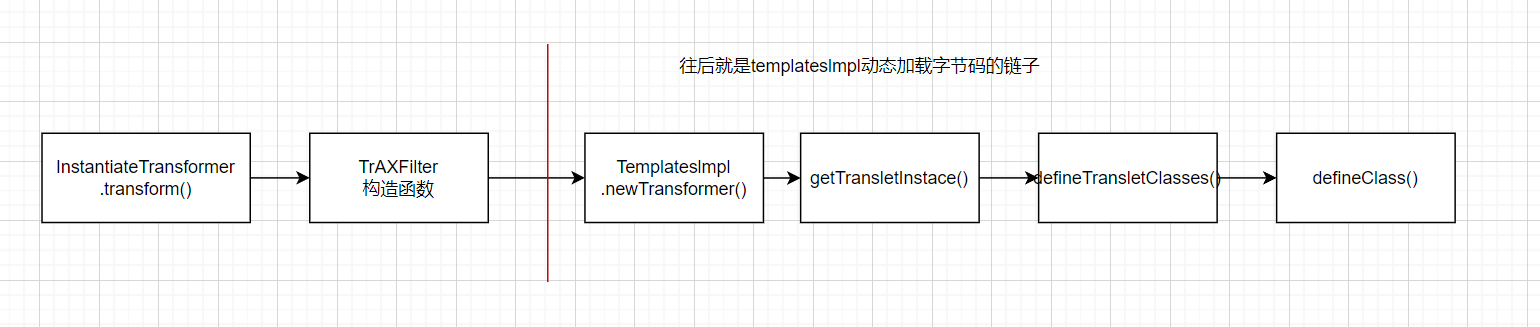 往后就是templatesImpl动态加载字节码的链子
InstantiateTransformer
.transform()
TrAXFilter
构造函数
TemplatesImpl
.newTransformer()
getTransletInstace()
defineTransletClasses()
defineClass()